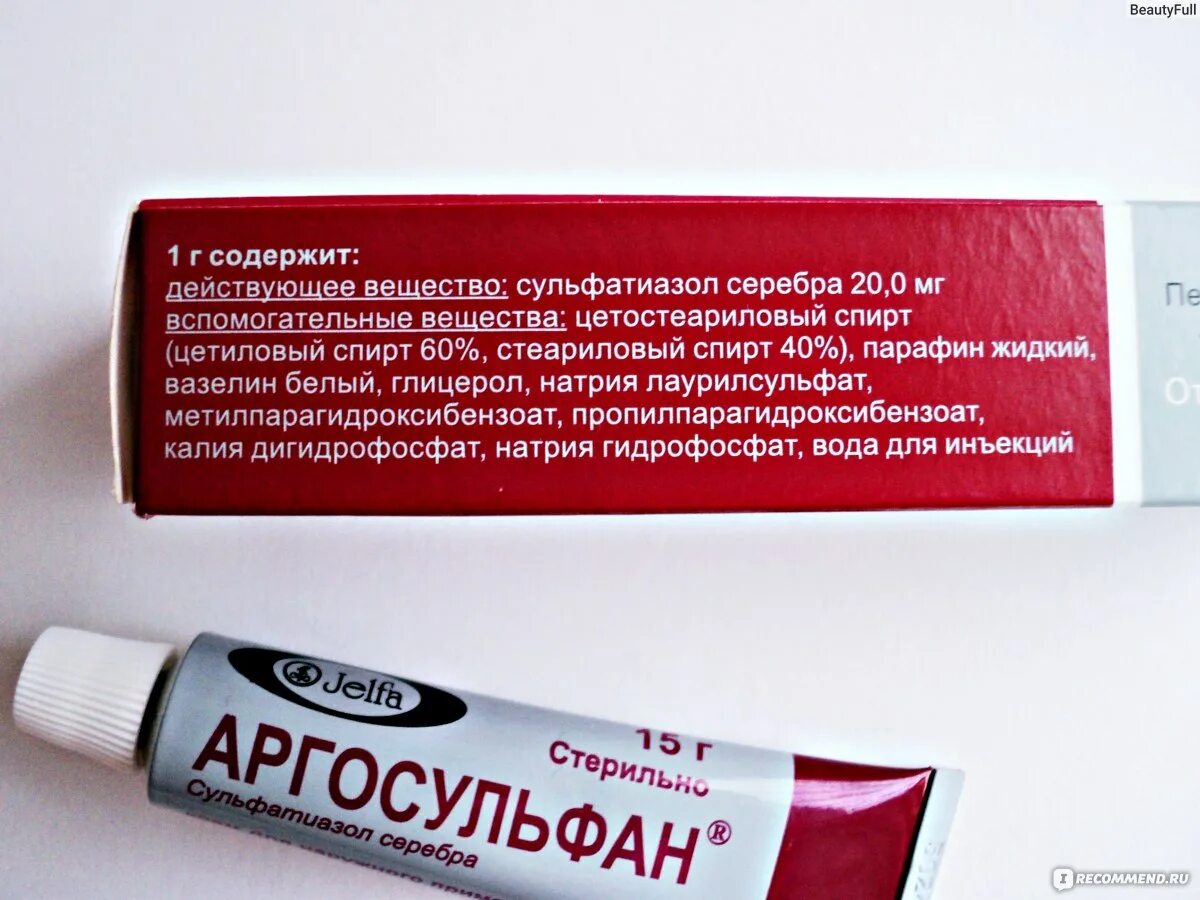 BeautyFull
1 г содержит:
действующее вещество: сульфатиазол серебра 20,0 мг
вспомогательные вещества: цетостеариловый спирт
(цетиловый спирт 60%, стеариловый спирт 40%), парафин жидкий,
вазелин белый, глицерол, натрия лаурилсульфат,
метилпарагидроксибензоат, пропилпарагидроксибензоат,
калия дигидрофосфат, натрия гидрофосфат, вода для инъекций
Jelfa
15 г
Стерильно
АРГОСУЛЬФАН®
Сульфатиазол серебра
наружного
I RECOMMEND.RU